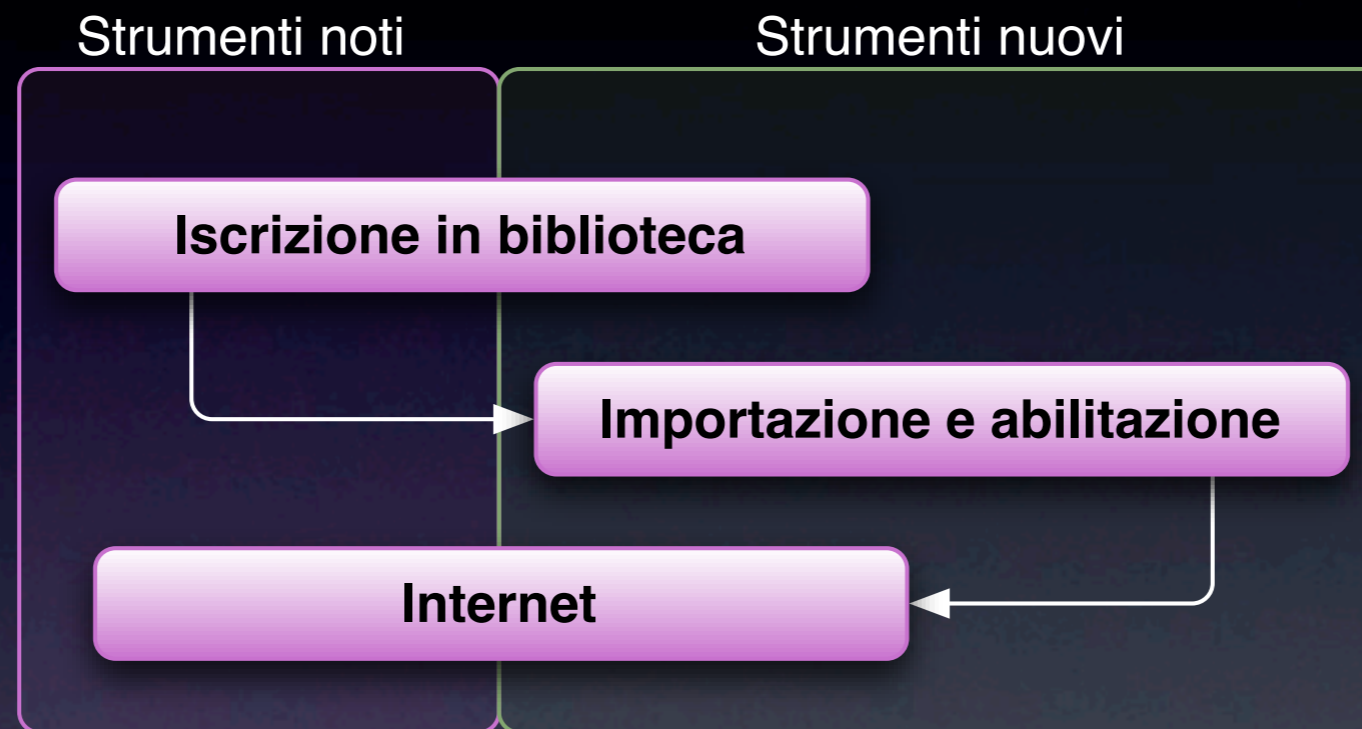 Strumenti noti
Strumenti nuovi
Iscrizione in biblioteca
Importazione e abilitazione
Internet